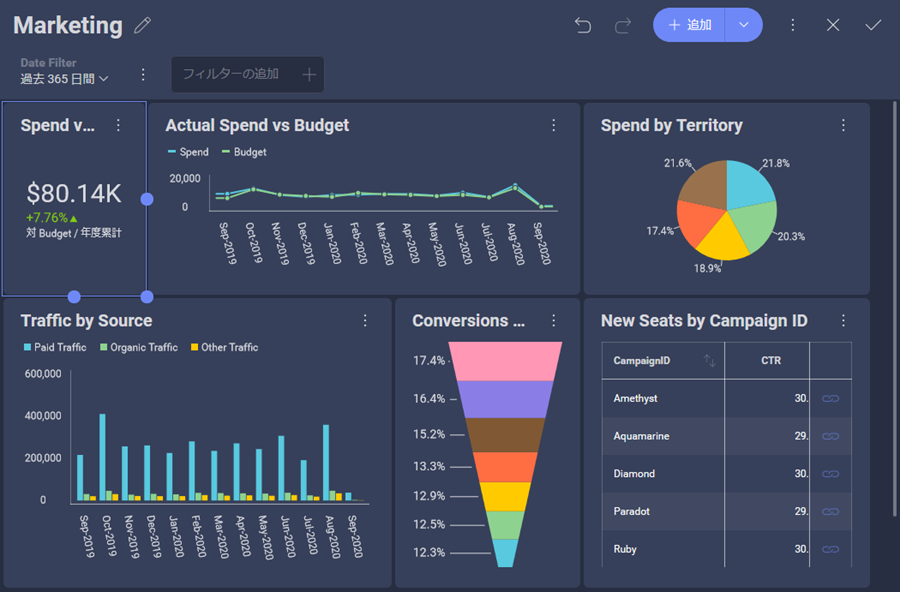 Marketing
追加
Date Filter
過去 365 日間
フィルターの追加
Spend v...
$80.14K
+7.76%
対 Budget / 年度累計
Actual Spend vs Budget
Spend Budget
20,000
0
Sep-2019 Oct-2019 Nov-2019 Dec-2019 Jan-2020 Feb-2020 Mar-2020 Apr-2020 May-2020 Jun-2020 Jul-2020 Aug-2020 Sep-2020
Spend by Territory
21.6% 21.8%
17.4% 20.3%
18.9%
Traffic by Source
Paid Traffic Organic Traffic Other Traffic
600,000
400,000
200,000
0
Sep-2019 Oct-2019 Nov-2019 Dec-2019 Jan-2020 Feb-2020 Mar-2020 Apr-2020 May-2020 Jun-2020 Jul-2020 Aug-2020 Sep-2020
Conversions ...
17.4%
16.4%
15.2%
13.3%
12.9%
12.5%
12.3%
New Seats by Campaign ID
CampaignID CTR
Amethyst 30.
Aquamarine 29.
Diamond 30.
Paradot 29.
Ruby 30.